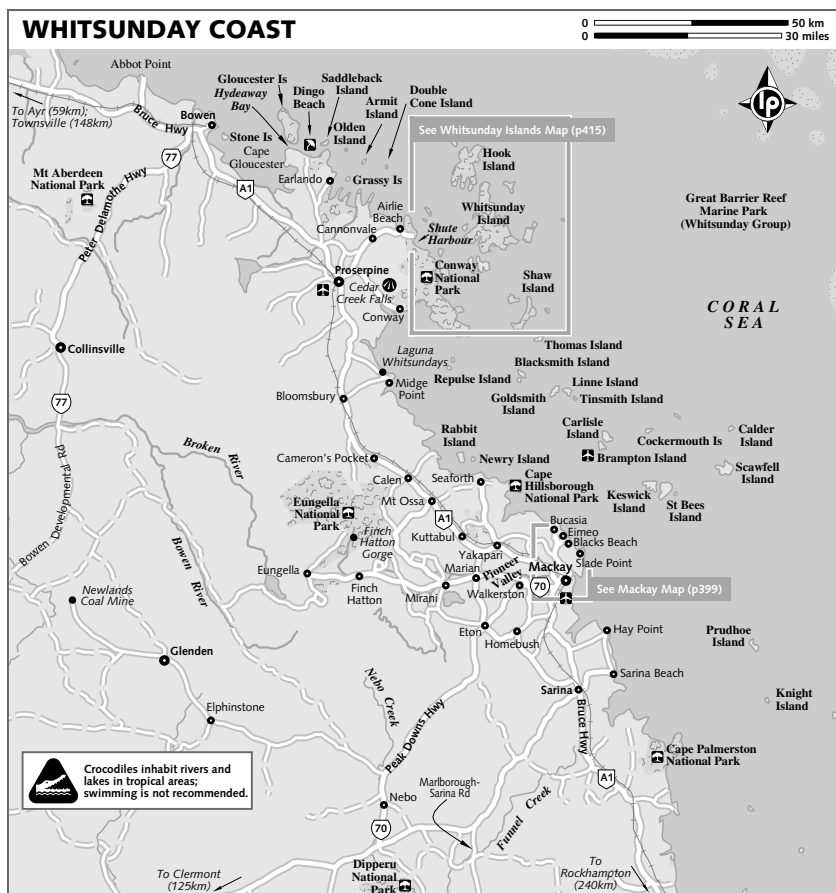 WHITSUNDAY COAST
0 50 km
0 30 miles
Abbot Point
Gloucester Is
Hydeaway
Bay
Dingo
Beach
Saddleback
Island
Olden
Island
Armit
Island
Double
Cone Island
lp
To Ayr (59km);
Townsville (148km)
Bruce Hwy
Bowen
Stone Is
Cape
Gloucester
See Whitsunday Islands Map (p415)
77
Mt Aberdeen
National Park
A1
Earlando
Grassy Is
Hook
Island
Peter Delamothe Hwy
Airlie
Beach
Cannonvale
Shute
Harbour
Whitsunday
Island
Great Barrier Reef
Marine Park
(Whitsunday Group)
Proserpine
Cedar
Creek Falls
Conway
National
Park
Shaw
Island
Conway
CORAL
SEA
Collinsville
Laguna
Whitsundays
Midge
Point
Thomas Island
Blacksmith Island
Repulse Island
Linne Island
Goldsmith
Island
Tinsmith Island
77
Bloomsbury
Bowen Developmental Rd
Broken River
Rabbit
Island
Carlisle
Island
Cockermouth Is
Calder
Island
Cameron's Pocket
Newry Island
Brampton Island
Scawfell
Island
Calen
Seaforth
Cape
Hillsborough
National Park
Keswick
Island
St Bees
Island
Eungella
National
Park
Mt Ossa
A1
Bucasia
Eimeo
Blacks Beach
Slade Point
Bowen River
Finch
Hatton
Gorge
Kuttabul
Yakapari
Eungella
Finch
Hatton
Marian
Mirani
Pioneer
Valley
Walkerston
Mackay
70
See Mackay Map (p399)
Newlands
Coal Mine
Eton
Homebush
Hay Point
Prudhoe
Island
Glenden
Nebo Creek
Sarina
Sarina Beach
Knight
Island
Elphinstone
Peak Downs Hwy
Bruce Hwy
Cape Palmerston
National Park
Crocodiles inhabit rivers and
lakes in tropical areas;
swimming is not recommended.
A1
Marlborough-
Sarina Rd
Funnel Creek
Nebo
70
To Clermont
(125km)
Dipperu
National
Park
To
Rockhampton
(240km)